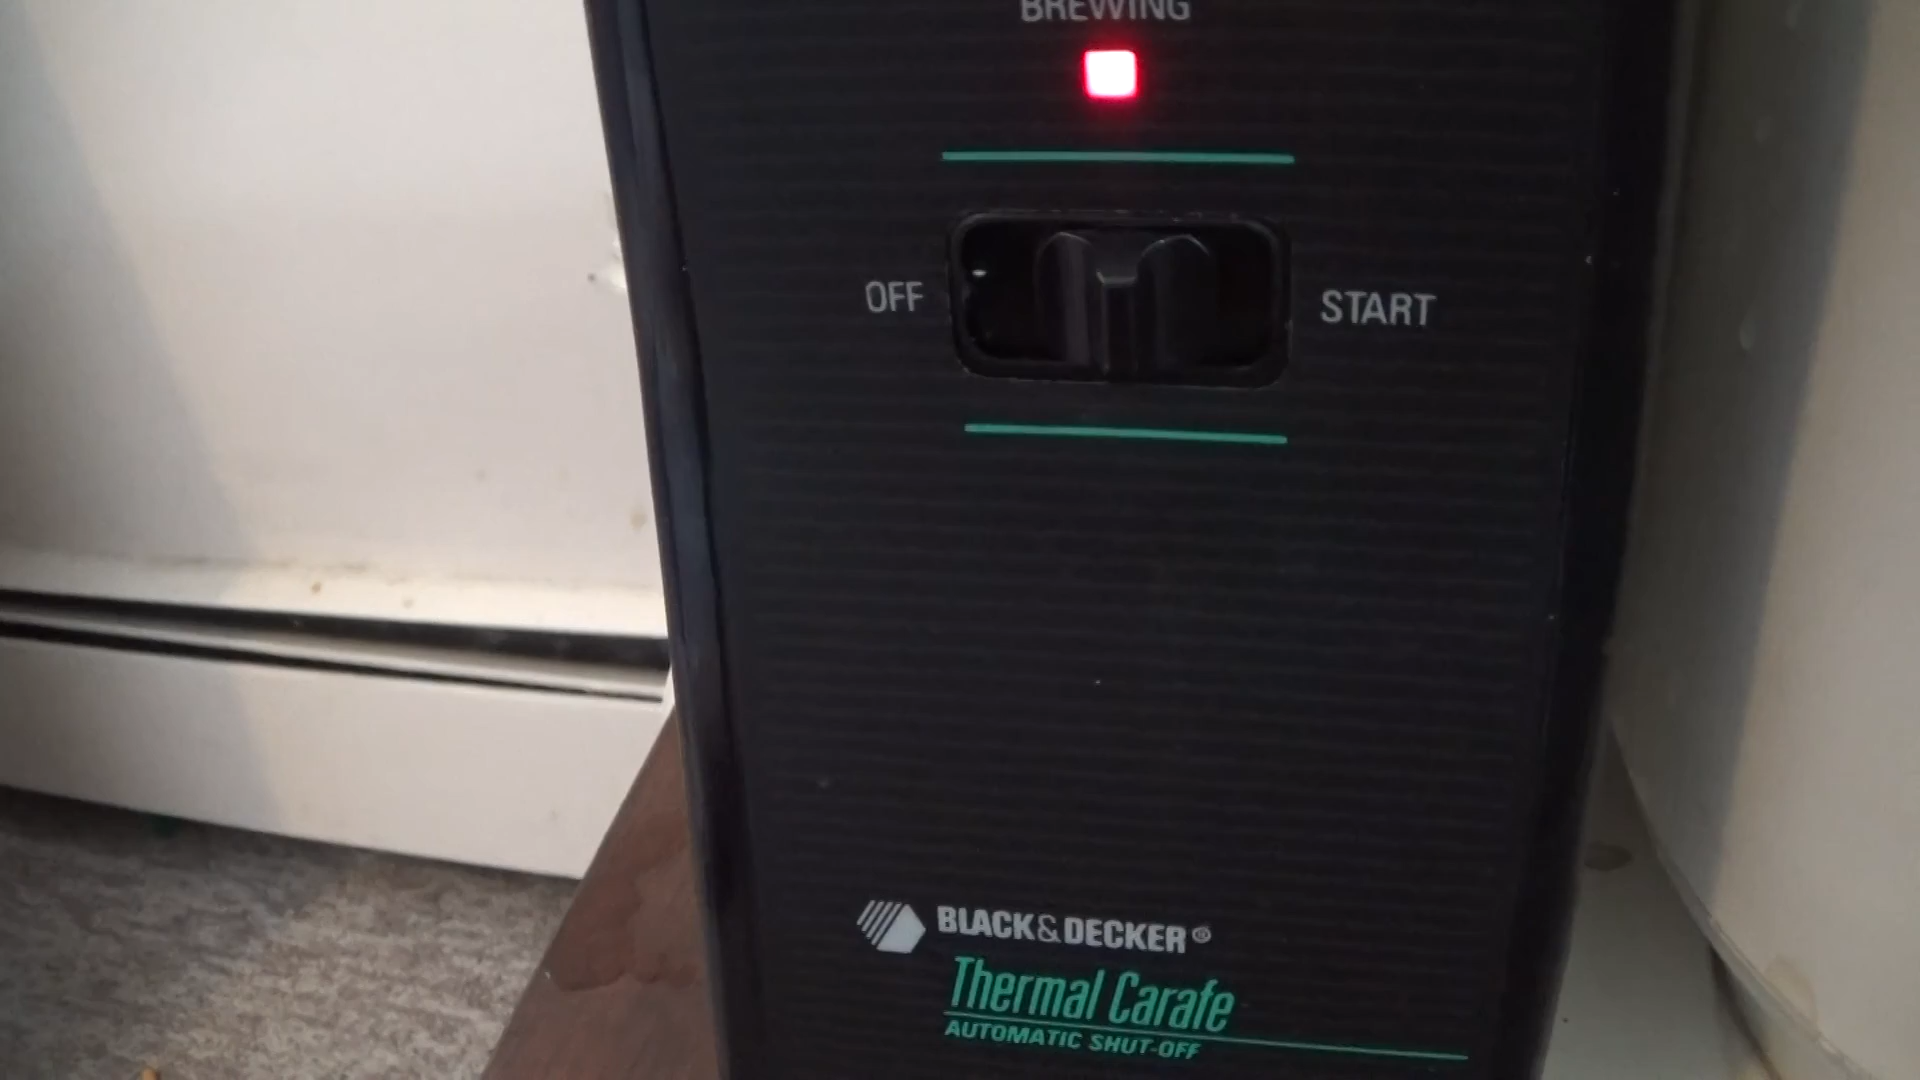 BREWING
OFF
START
BLACK&DECKER®
Thermal Carafe
AUTOMATIC SHUT-OFF